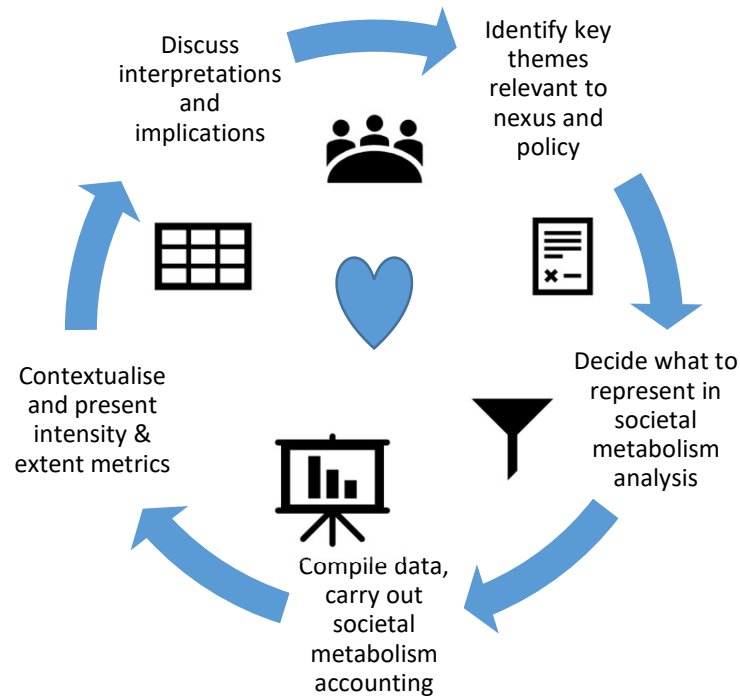 Discuss
interpretations
and
implications
Identify key
themes
relevant to
nexus and
policy
Decide what to
represent in
societal
metabolism
analysis
Compile data,
carry out
societal
metabolism
accounting
Contextualise
and present
intensity &
extent metrics